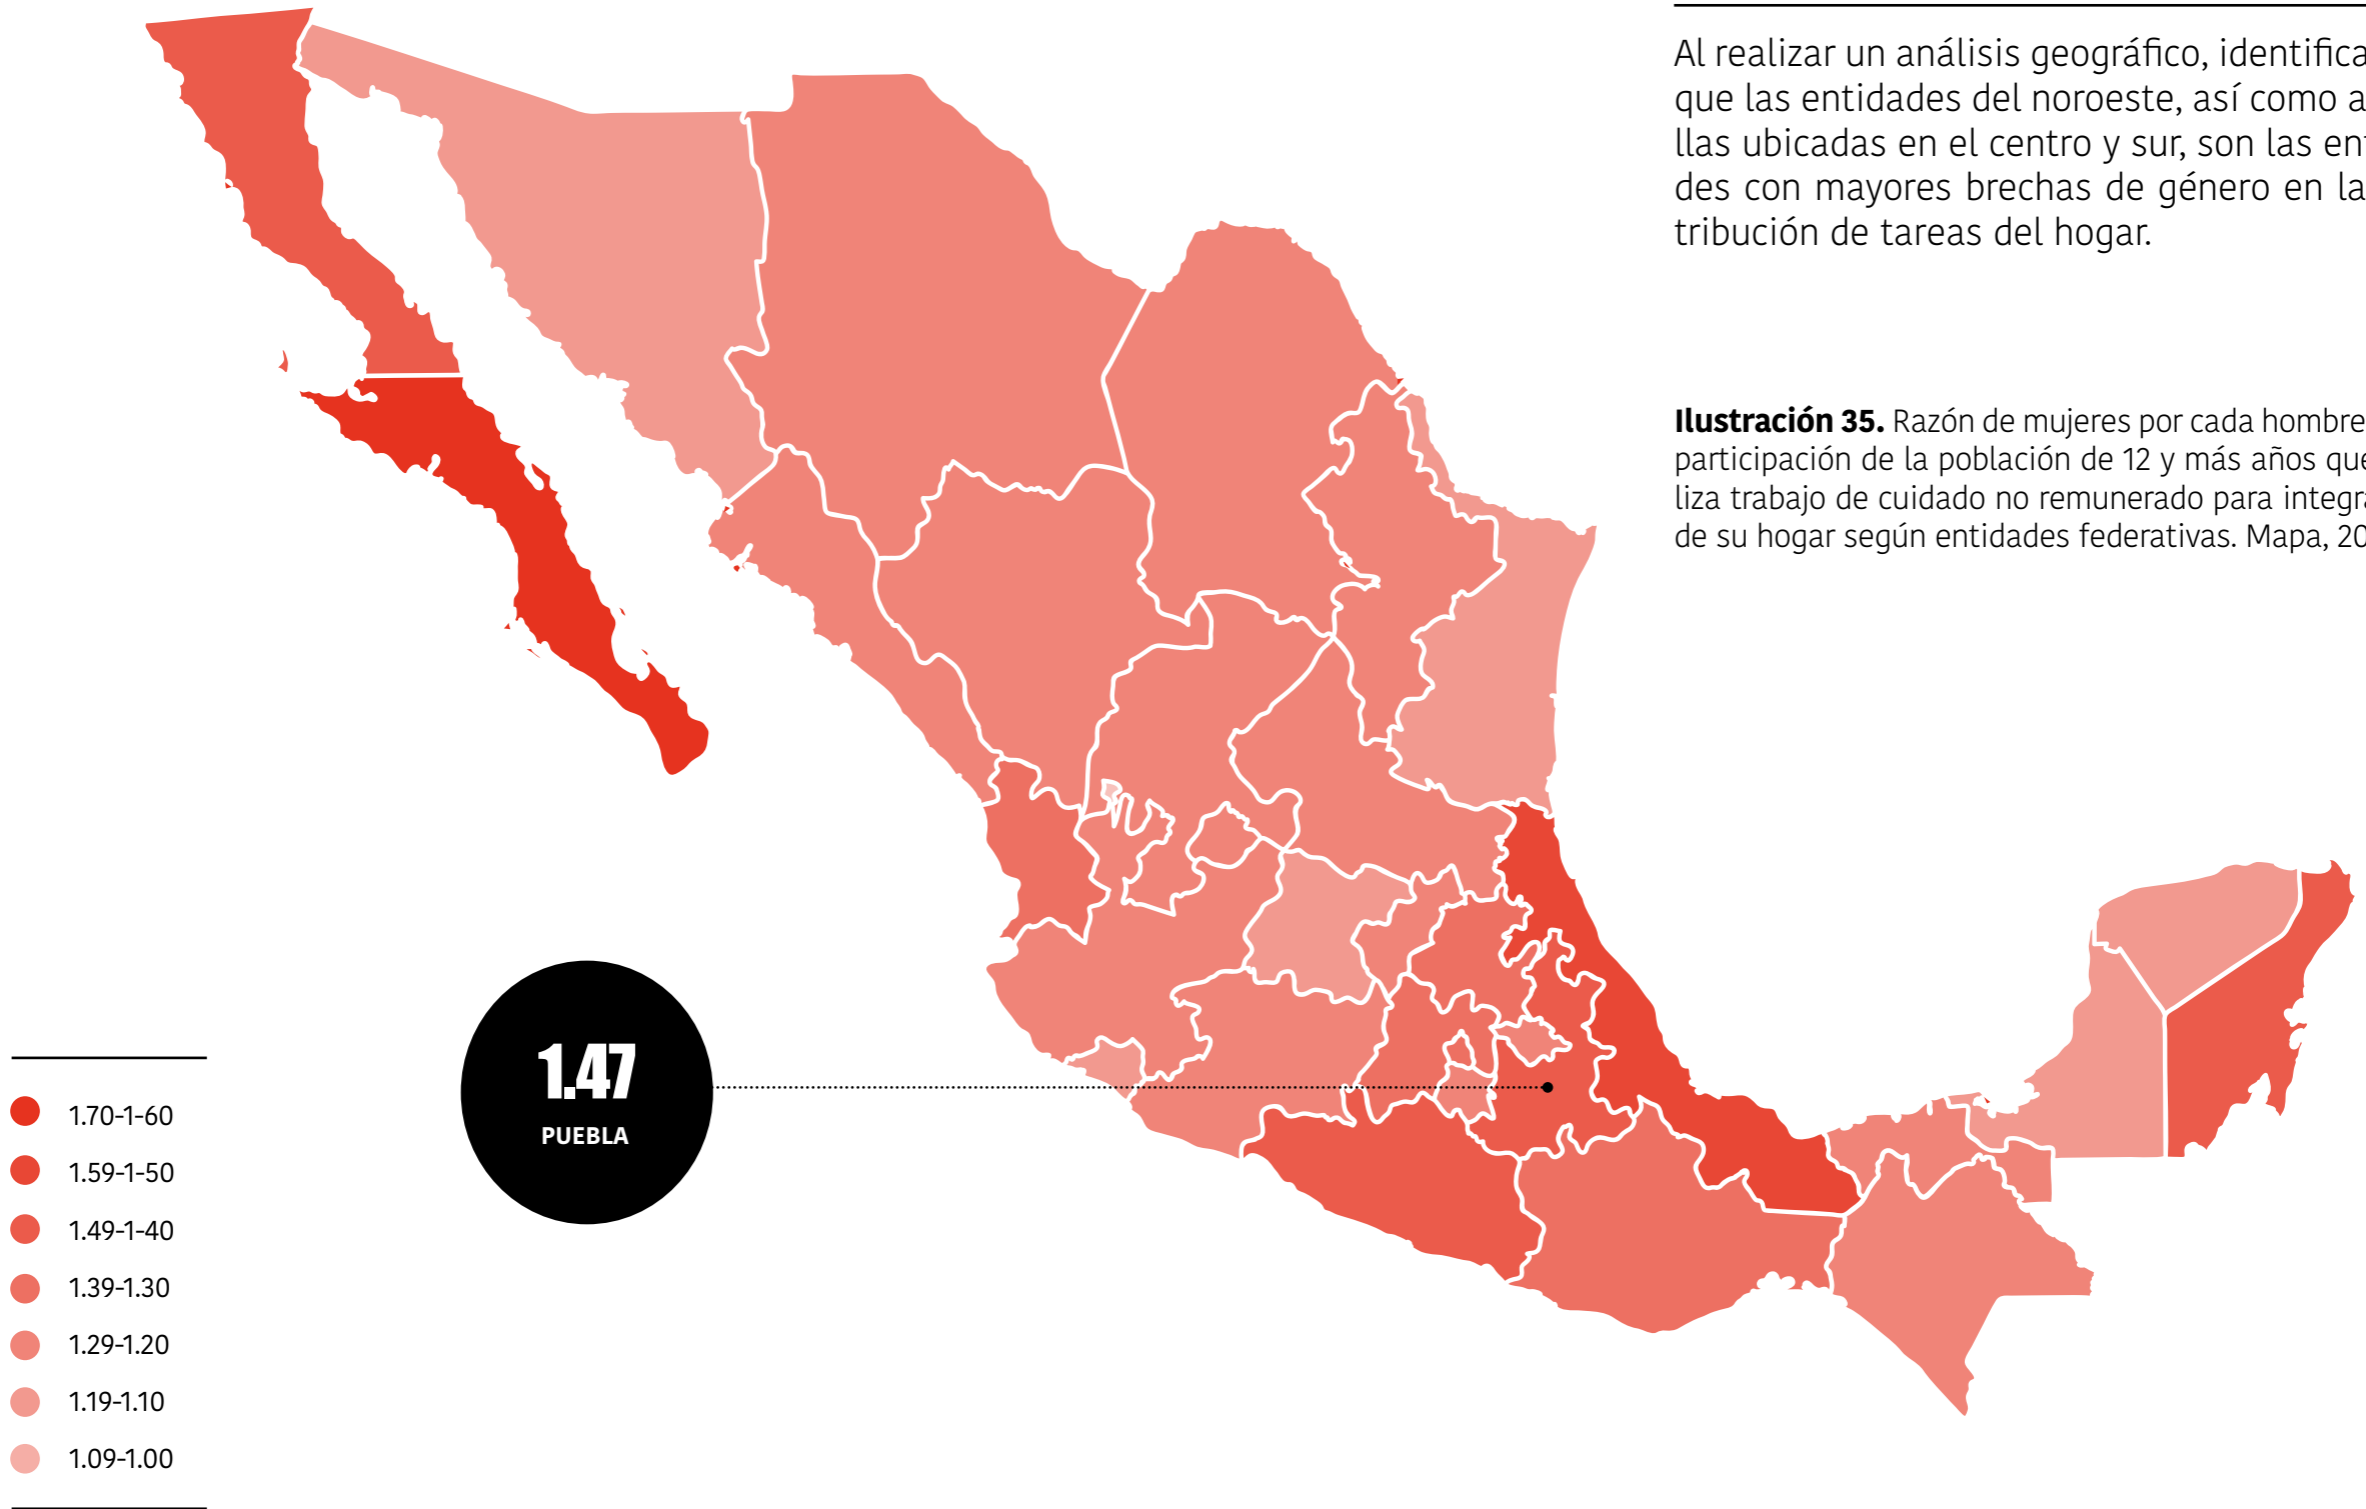 Al realizar un análisis geográfico, identifica
que las entidades del noroeste, así como a
llas ubicadas en el centro y sur, son las ent
des con mayores brechas de género en la
tribución de tareas del hogar.
Ilustración 35. Razón de mujeres por cada hombre
participación de la población de 12 y más años que
liza trabajo de cuidado no remunerado para integra
de su hogar según entidades federativas. Mapa, 20
1.47
PUEBLA
1.70-1-60
1.59-1-50
1.49-1-40
1.39-1.30
1.29-1.20
1.19-1.10
1.09-1.00